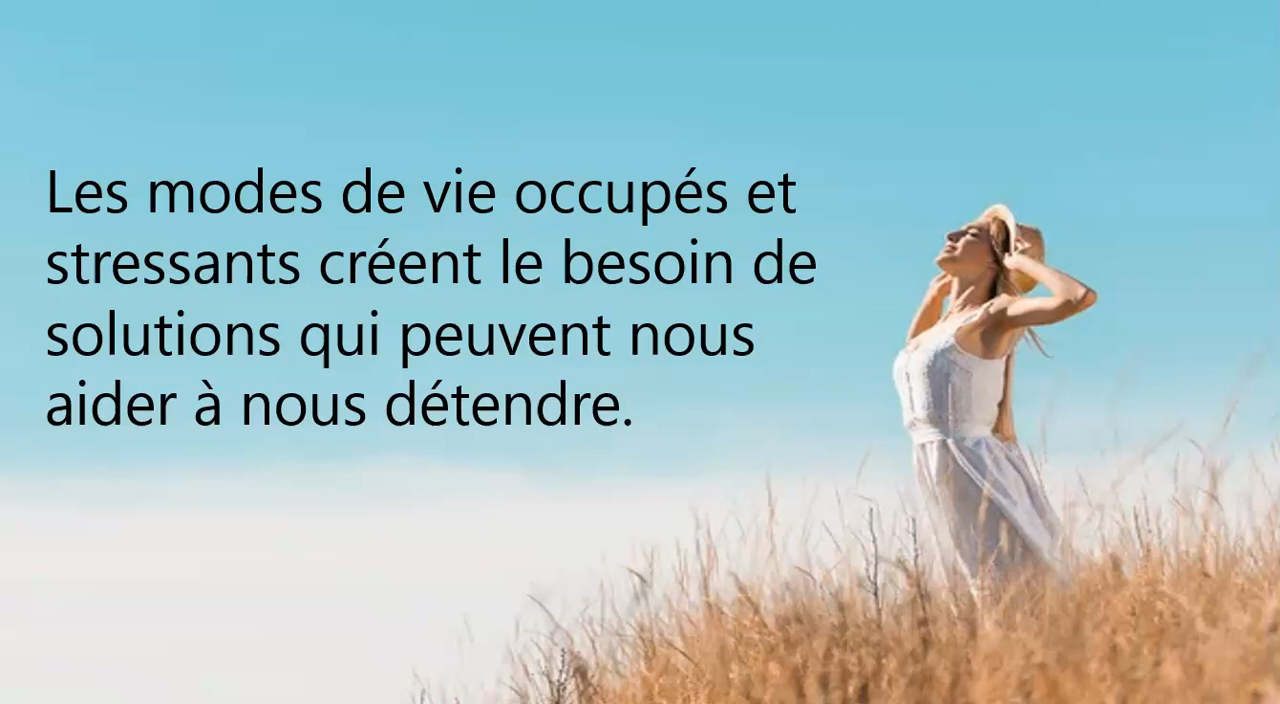 Les modes de vie occupés et
stressants créent le besoin de
solutions qui peuvent nous
aider à nous détendre.